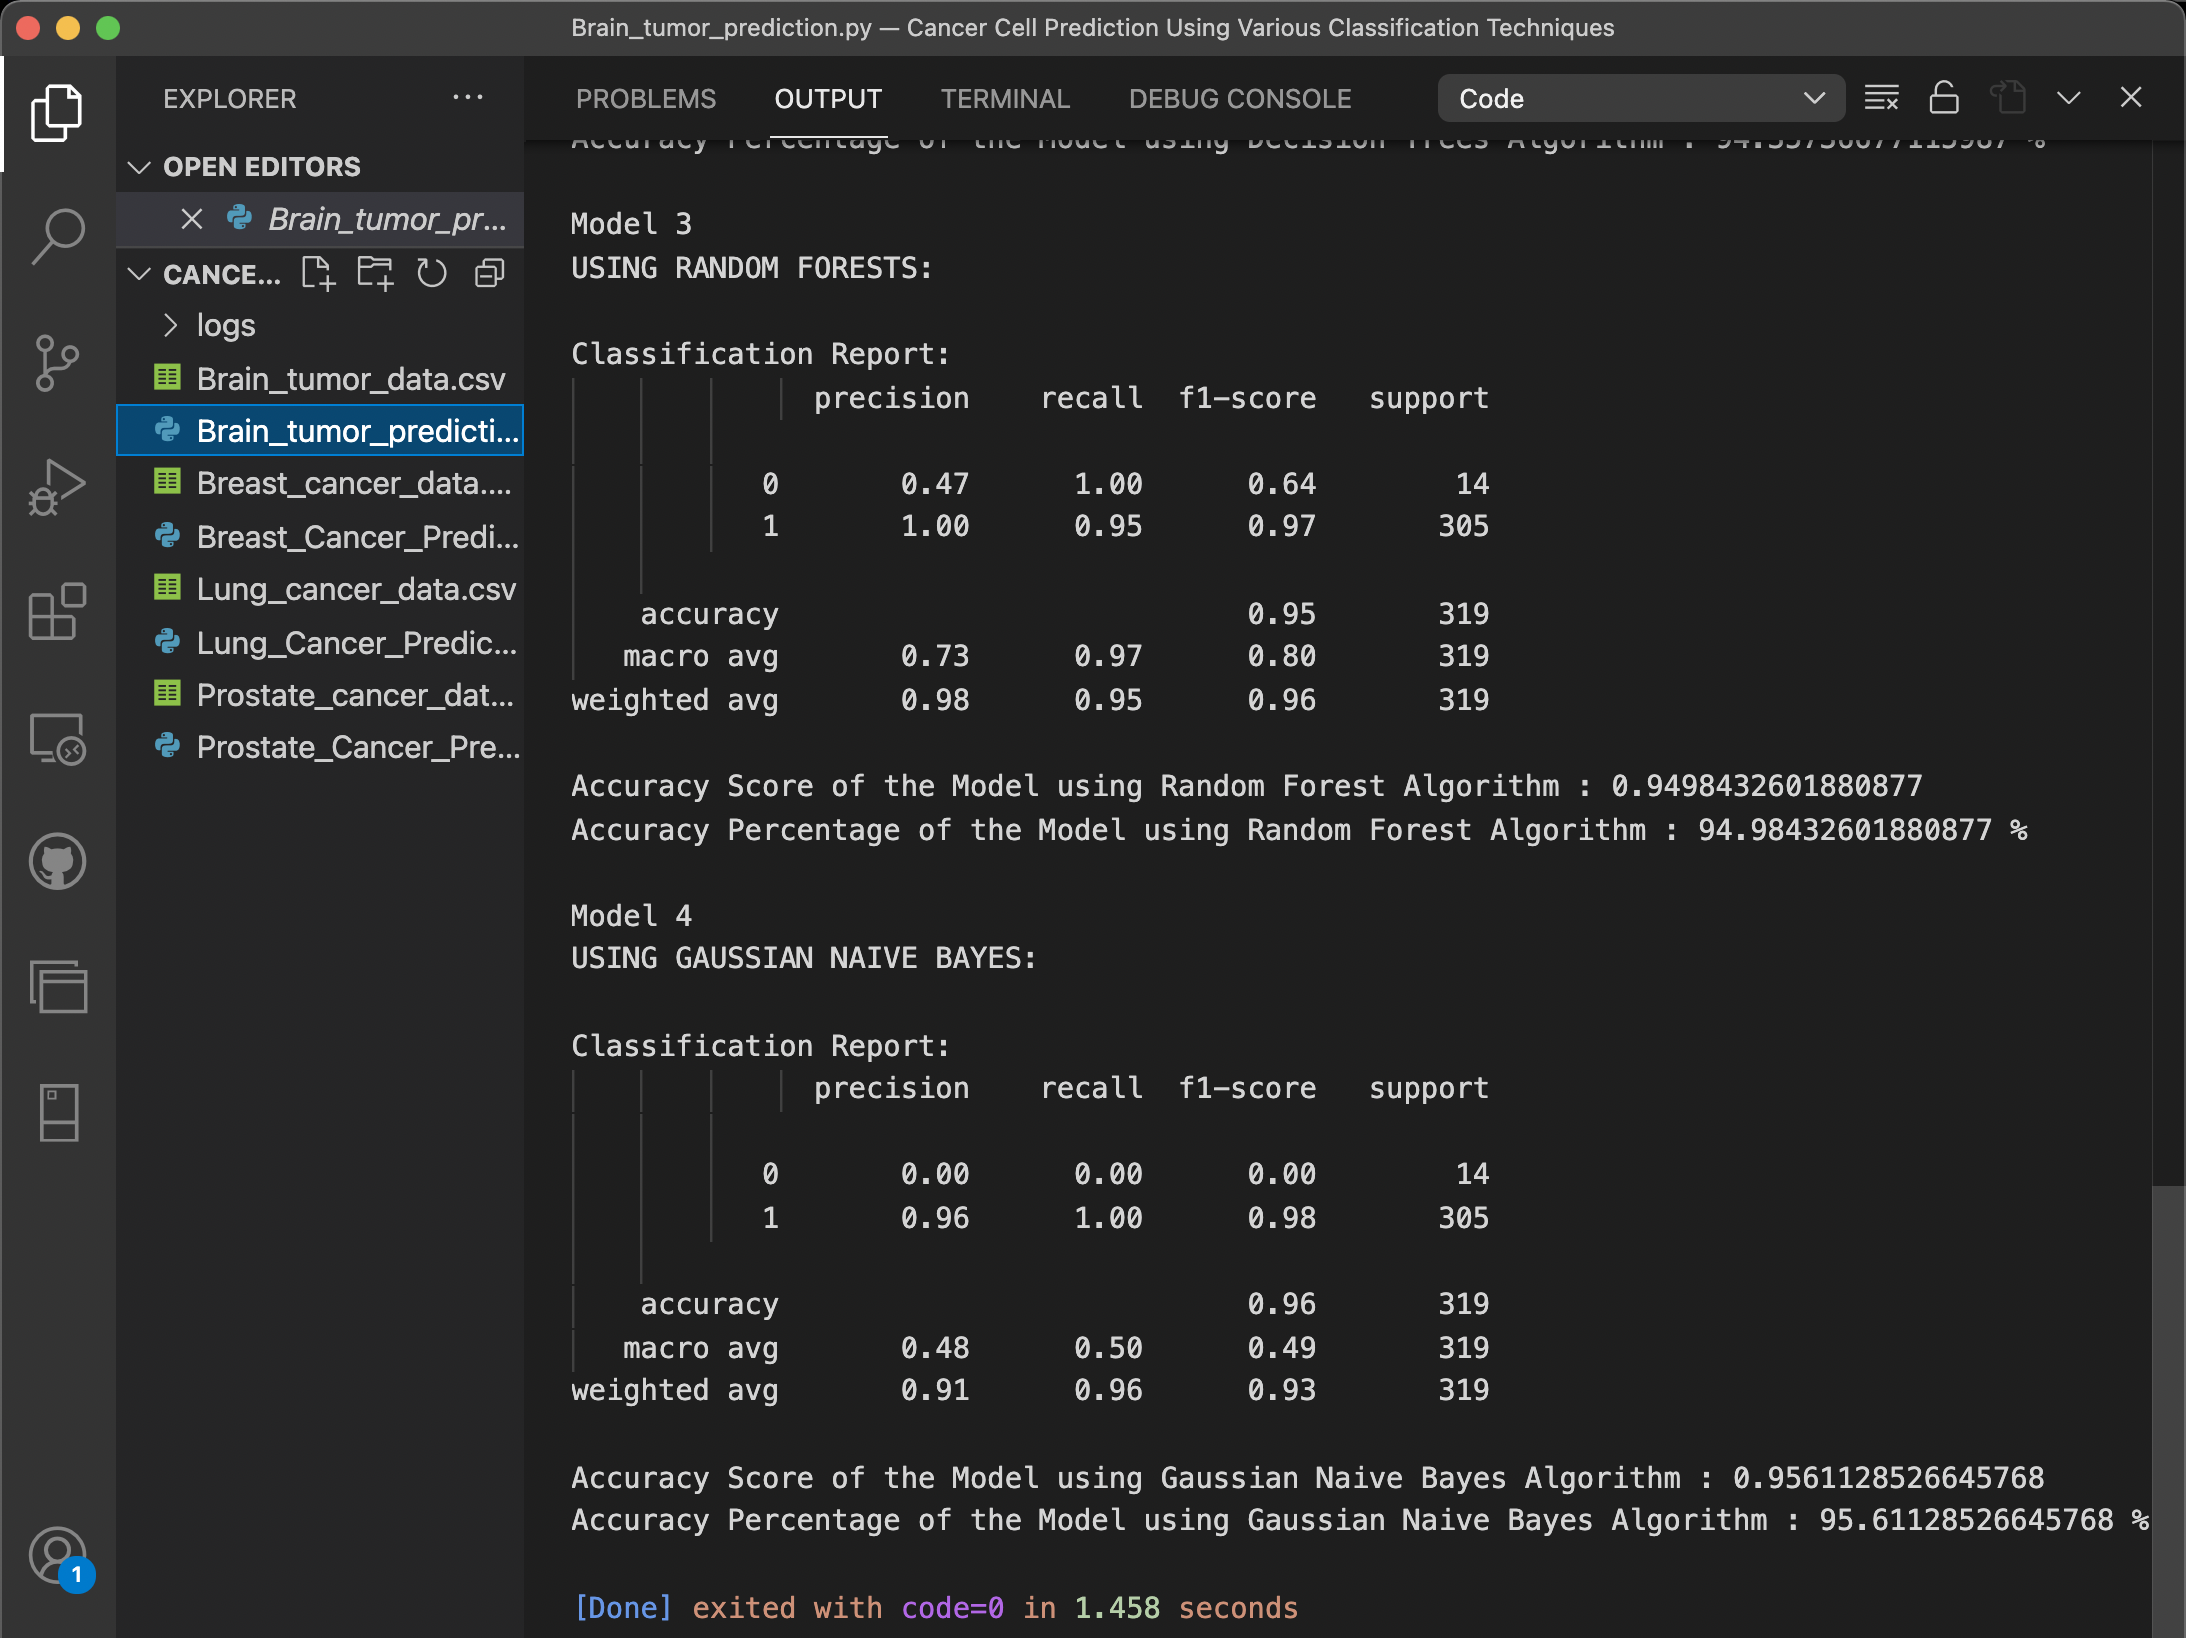 Brain_tumor_prediction.py — Cancer Cell Prediction Using Various Classification Techniques
EXPLORER
OPEN EDITORS
Brain_tumor_pr...
CANCE...
logs
Brain_tumor_data.csv
Brain_tumor_predicti...
Breast_cancer_data....
Breast_Cancer_Predi...
Lung_cancer_data.csv
Lung_Cancer_Predic...
Prostate_cancer_dat...
Prostate_Cancer_Pre...
1
PROBLEMS OUTPUT TERMINAL DEBUG CONSOLE Code
Accuracy Percentage of the Model using Decision Trees Algorithm : %
Model 3
USING RANDOM FORESTS:
Classification Report:
precision recall f1-score support
0 0.47 1.00 0.64 14
1 1.00 0.95 0.97 305
accuracy 0.95 319
macro avg 0.73 0.97 0.80 319
weighted avg 0.98 0.95 0.96 319
Accuracy Score of the Model using Random Forest Algorithm : 0.9498432601880877
Accuracy Percentage of the Model using Random Forest Algorithm : 94.98432601880877 %
Model 4
USING GAUSSIAN NAIVE BAYES:
Classification Report:
precision recall f1-score support
0 0.00 0.00 0.00 14
1 0.96 1.00 0.98 305
accuracy 0.96 319
macro avg 0.48 0.50 0.49 319
weighted avg 0.91 0.96 0.93 319
Accuracy Score of the Model using Gaussian Naive Bayes Algorithm : 0.9561128526645768
Accuracy Percentage of the Model using Gaussian Naive Bayes Algorithm : 95.61128526645768 %
[Done] exited with code=0 in 1.458 seconds